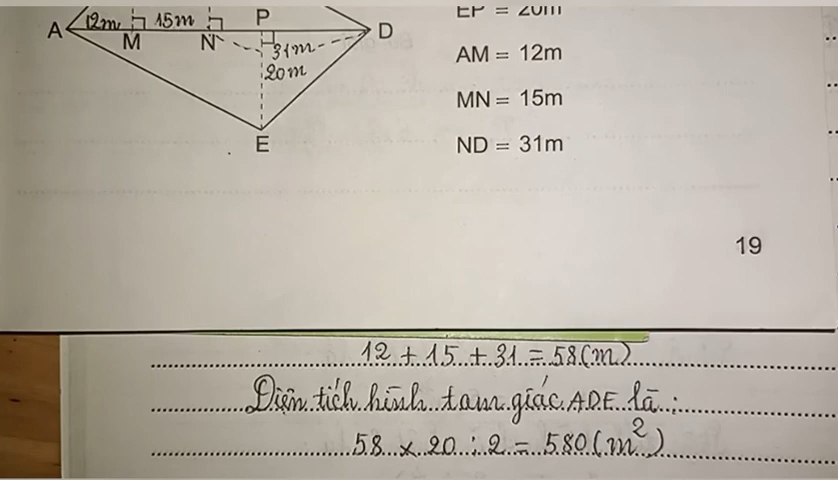 EP = 20m
12m 15m P
A M N D
31m
AM = 12m
20m
MN = 15m
E
ND = 31m
19
12 + 15 + 31 = 58(m)
Diện tích hình tam giác ADE là:
58 x 20 : 2 = 580 (m²)